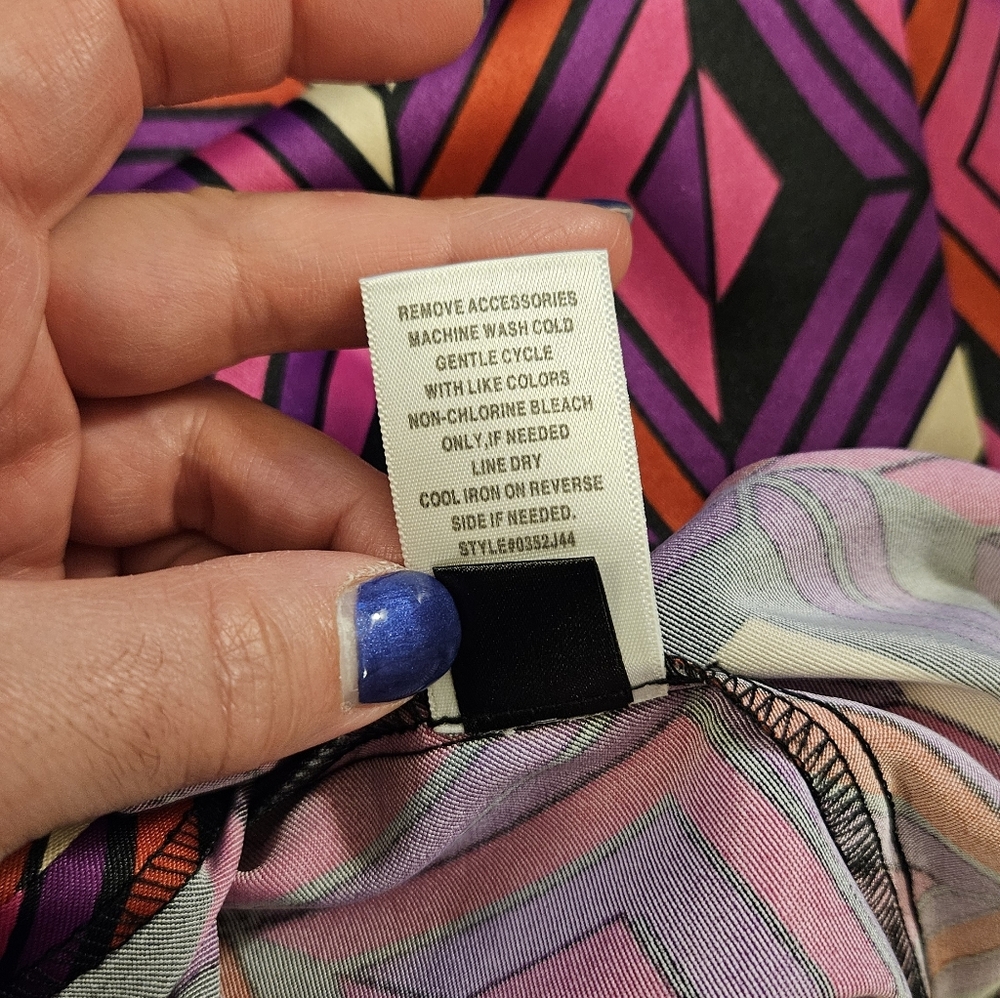 REMOVE ACCESSORIES
MACHINE WASH COLD
GENTLE CYCLE
WITH LIKE COLORS
NON-CHLORINE BLEACH
ONLY,IF NEEDED
LINE DRY
COOL IRON ON REVERSE
SIDE IF NEEDED.
STYLE#0352J44